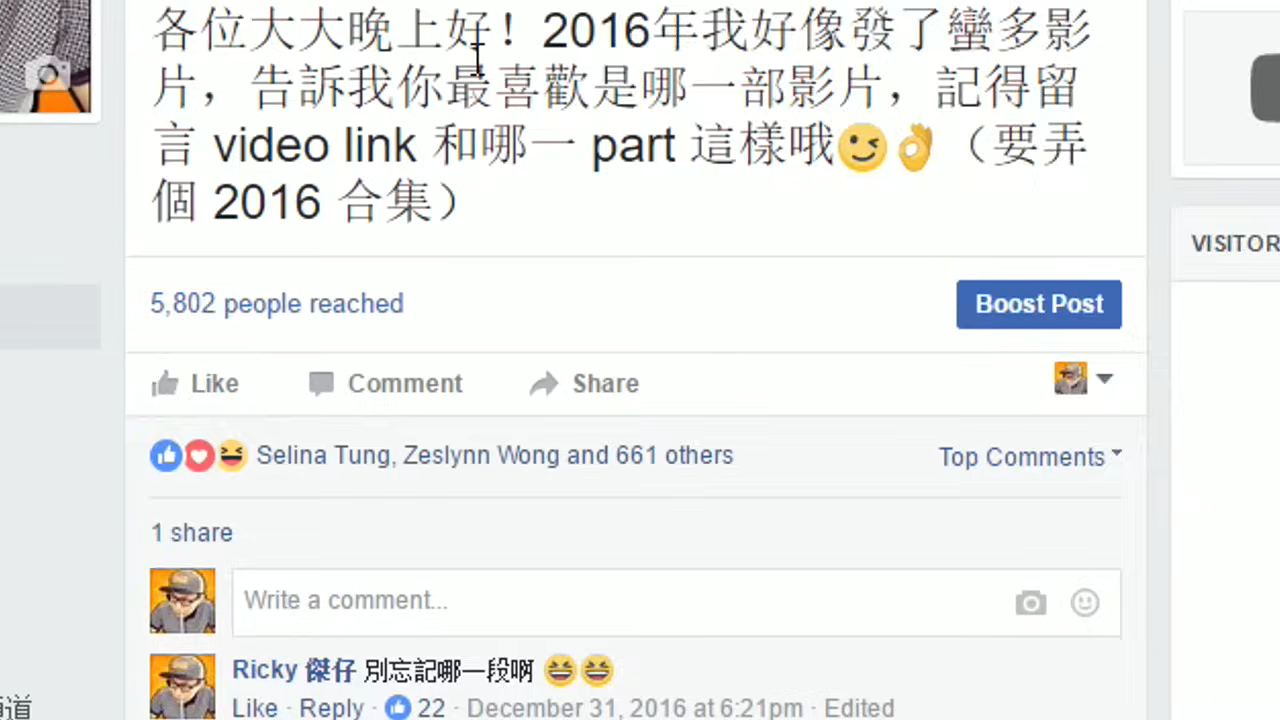 各位大大晚上好！2016年我好像發了蠻多影
片，告訴我你最喜歡是哪一部影片，記得留
言 video link 和哪一 part 這樣哦😉👌（要弄
個 2016 合集）
5,802 people reached
Boost Post
VISITOR
Like Comment Share
Selina Tung, Zeslynn Wong and 661 others
Top Comments
1 share
Write a comment...
Ricky 傑仔 別忘記哪一段啊 😆😆
Like · Reply · 22 · December 31, 2016 at 6:21pm · Edited